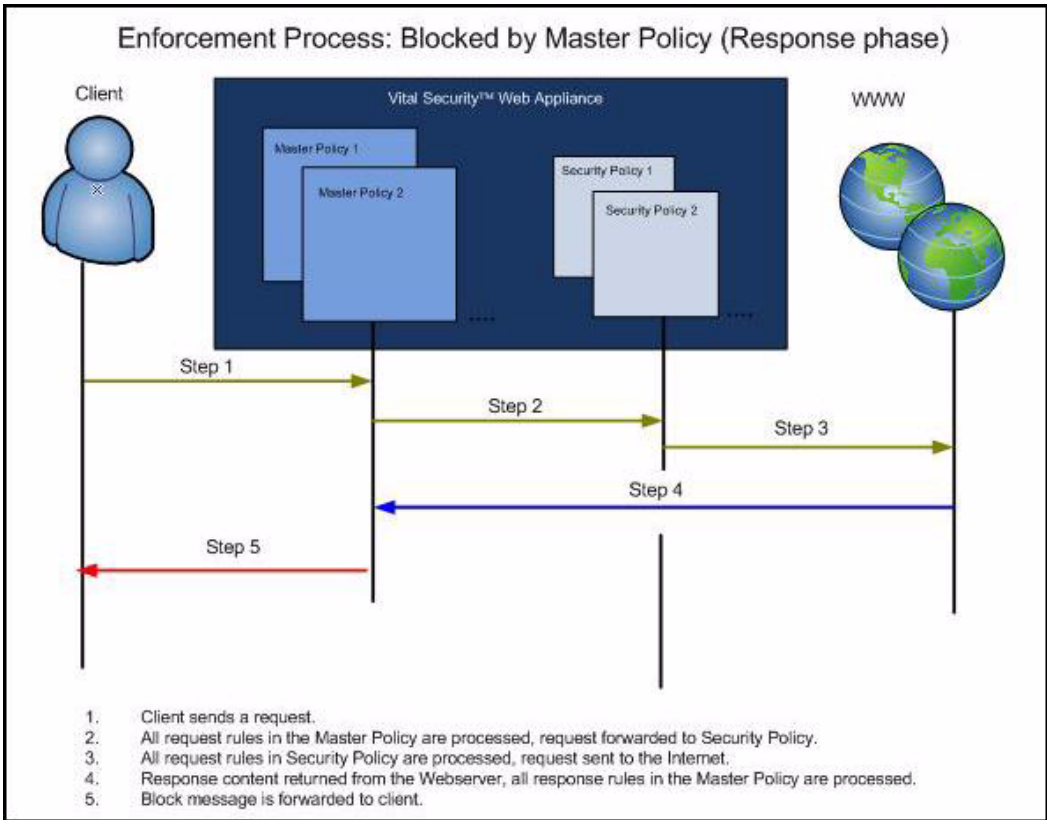 Enforcement Process: Blocked by Master Policy (Response phase)
Client
Vital Security™ Web Appliance
WWW
Master Policy 1
Master Policy 2
Security Policy 1
Security Policy 2
....
....
Step 1
Step 2
Step 3
Step 4
Step 5
1. Client sends a request.
2. All request rules in the Master Policy are processed, request forwarded to Security Policy.
3. All request rules in Security Policy are processed, request sent to the Internet.
4. Response content returned from the Webserver, all response rules in the Master Policy are processed.
5. Block message is forwarded to client.